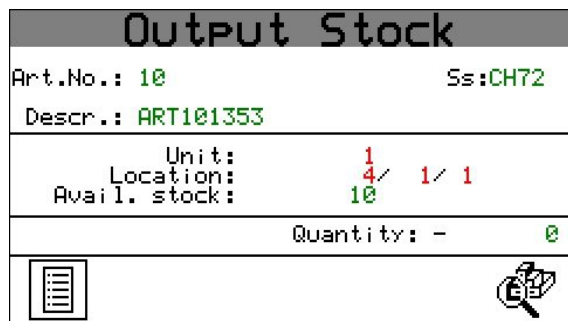 Output Stock
Art.No.: 10 Ss:CH72
Descr.: ART101353
Unit: 1
Location: 4/ 1/ 1
Avail. stock: 10
Quantity: - 0